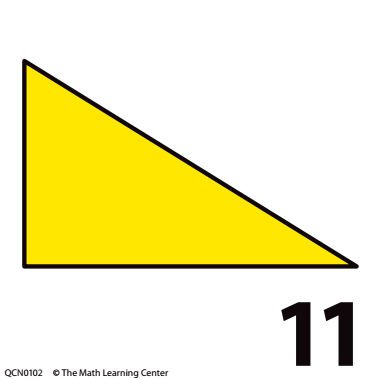 11
QCN0102 © The Math Learning Center